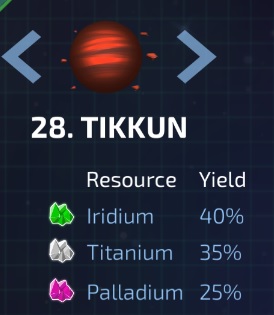 28. TIKKUN
Resource Yield
Iridium 40%
Titanium 35%
Palladium 25%